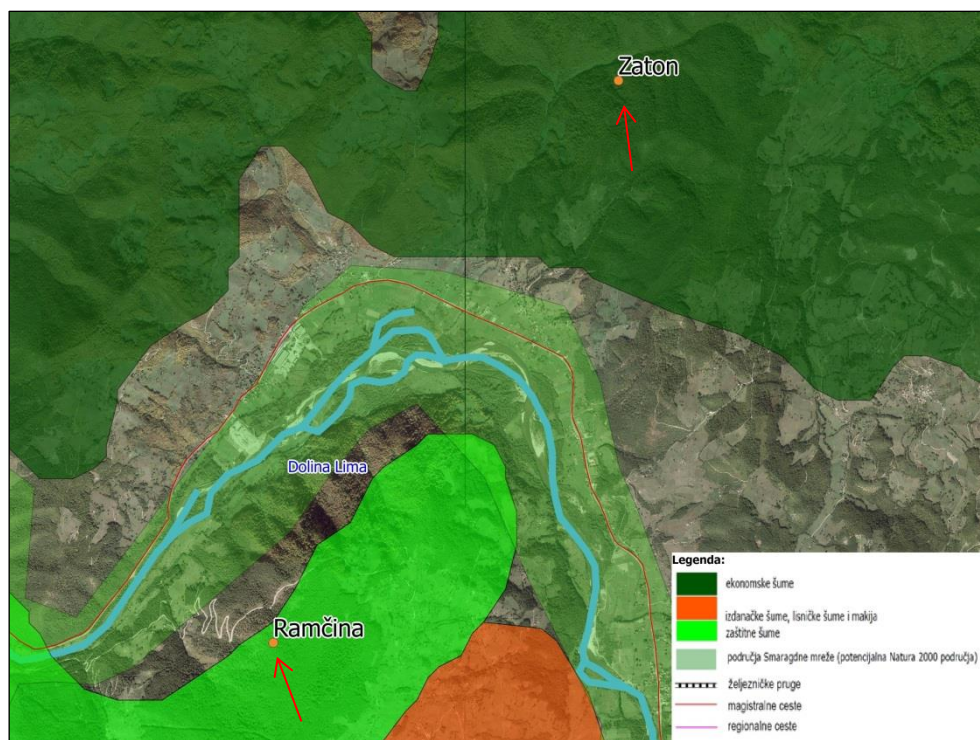 Zaton
Dolina Lima
Ramčina
Legenda:
ekonomske šume
izdanačke šume, lisničke šume i makija
zaštitne šume
područja Smaragdne mreže (potencijalna Natura 2000 područja)
željezničke pruge
magistralne ceste
regionalne ceste